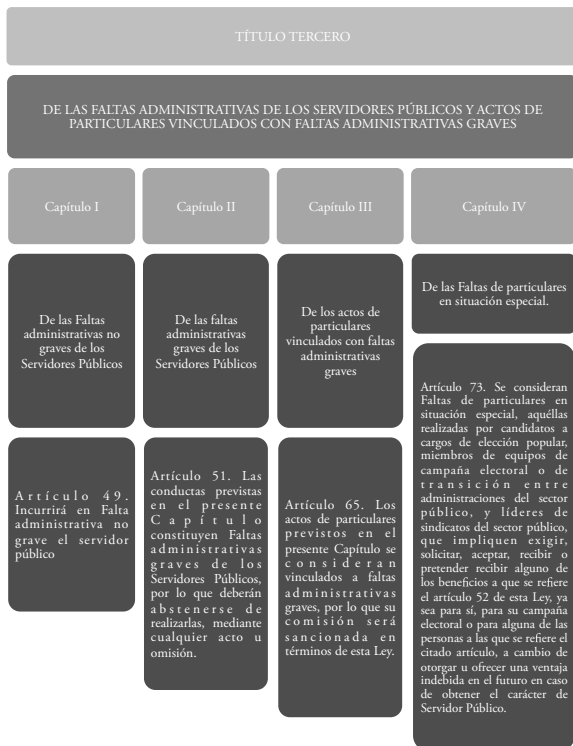 TÍTULO TERCERO
DE LAS FALTAS ADMINISTRATIVAS DE LOS SERVIDORES PÚBLICOS Y ACTOS DE
PARTICULARES VINCULADOS CON FALTAS ADMINISTRATIVAS GRAVES
Capítulo I
De las Faltas
administrativas no
graves de los
Servidores Públicos
Artículo 49.
Incurrirá en Falta
administrativa no
grave el servidor
público
Capítulo II
De las faltas
administrativas
graves de los
Servidores Públicos
Artículo 51. Las
conductas previstas
en el presente
Capítulo
constituyen Faltas
administrativas
graves de los
Servidores Públicos,
por lo que deberán
abstenerse de
realizarlas, mediante
cualquier acto u
omisión.
Capítulo III
De los actos de
particulares
vinculados con faltas
administrativas
graves
Artículo 65. Los
actos de particulares
previstos en el
presente Capítulo se
consideran
vinculados a faltas
administrativas
graves, por lo que su
comisión será
sancionada en
términos de esta Ley.
Capítulo IV
De las Faltas de particulares
en situación especial.
Artículo 73. Se consideran
Faltas de particulares en
situación especial, aquéllas
realizadas por candidatos a
cargos de elección popular,
miembros de equipos de
campaña electoral o de
transición entre
administraciones del sector
público, y líderes de
sindicatos del sector público,
que impliquen exigir,
solicitar, aceptar, recibir o
pretender recibir alguno de
los beneficios a que se refiere
el artículo 52 de esta Ley, ya
sea para sí, para su campaña
electoral o para alguna de las
personas a las que se refiere el
citado artículo, a cambio de
otorgar u ofrecer una ventaja
indebida en el futuro en caso
de obtener el carácter de
Servidor Público.